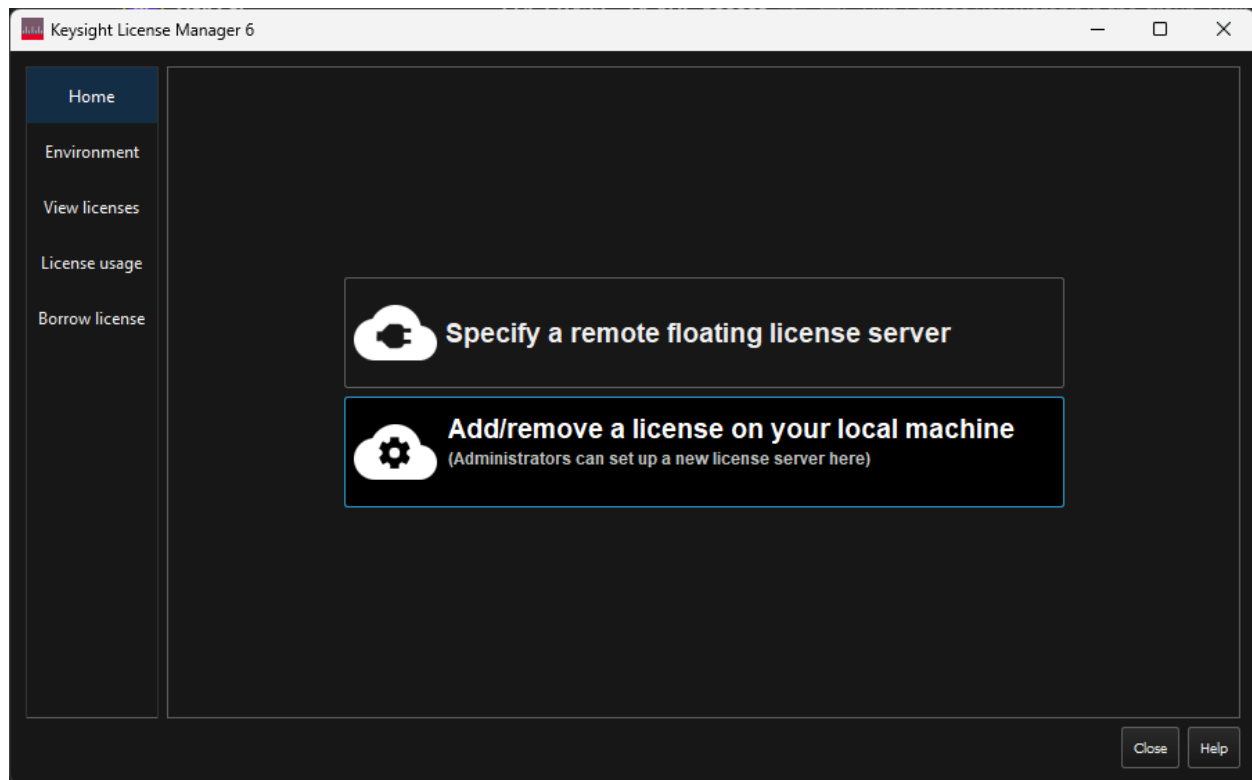 Keysight License Manager 6
Home
Environment
View licenses
License usage
Borrow license
Specify a remote floating license server
Add/remove a license on your local machine
(Administrators can set up a new license server here)
Close
Help